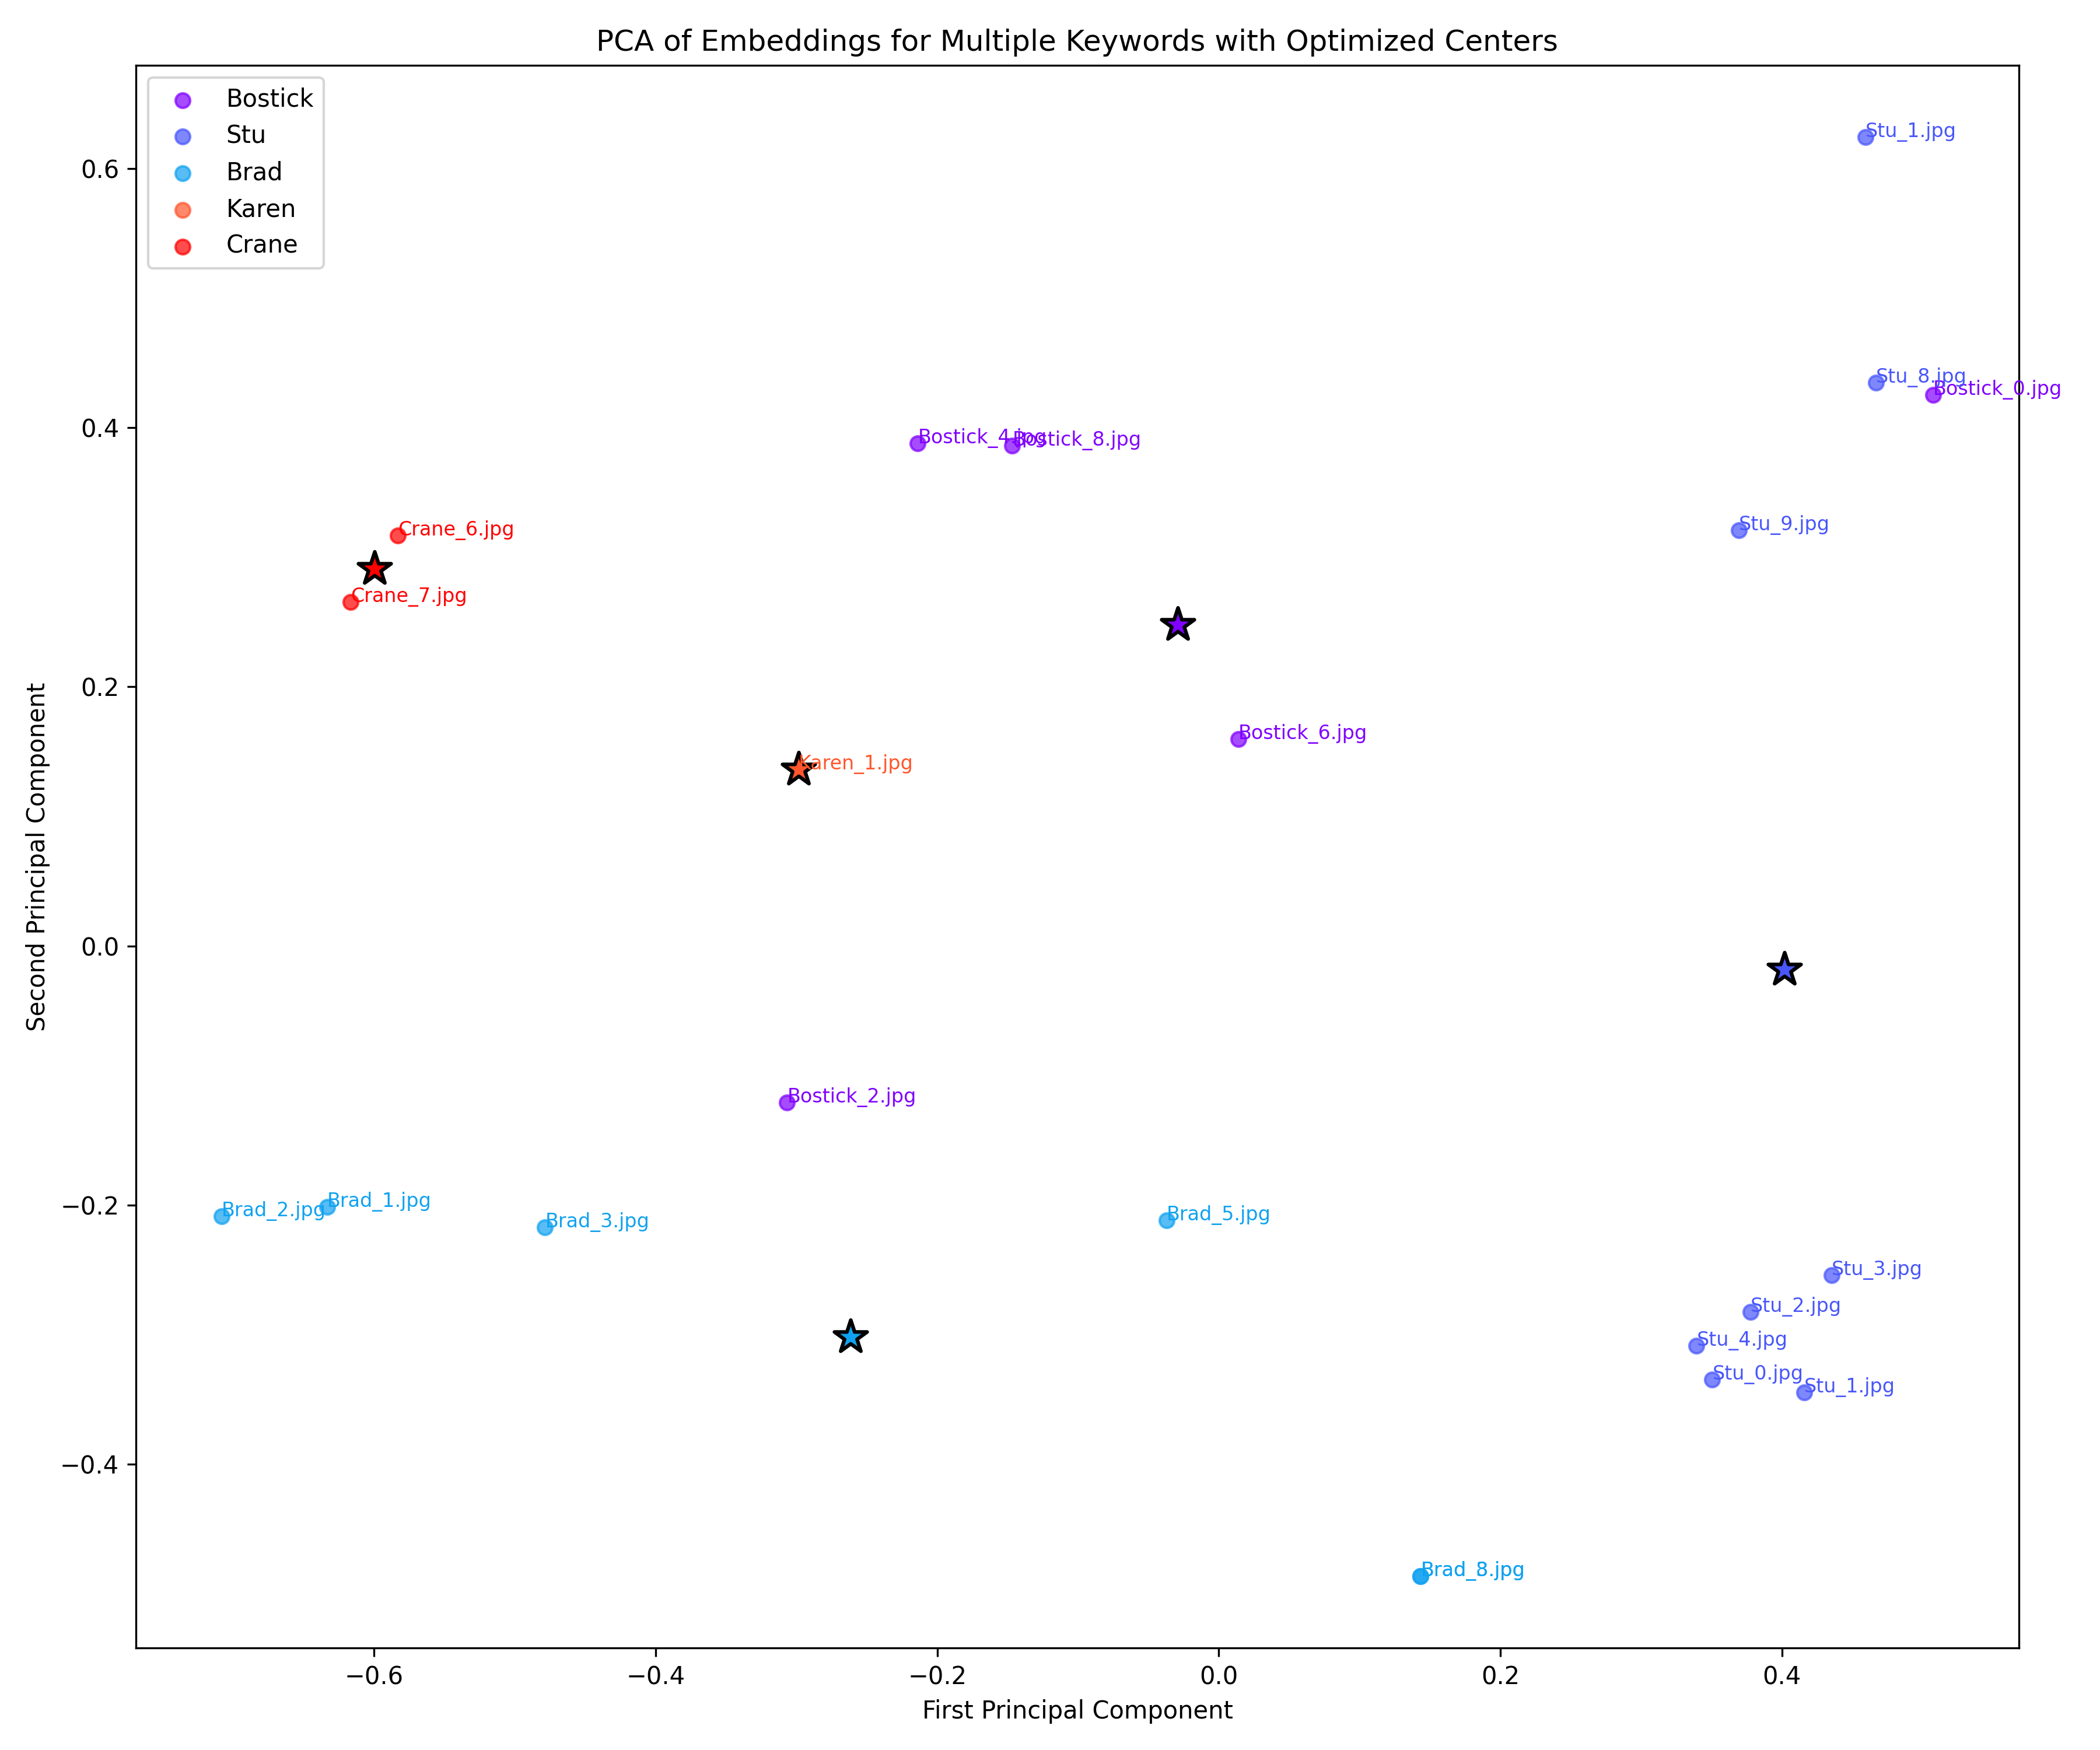 PCA of Embeddings for Multiple Keywords with Optimized Centers
Bostick
Stu
Brad
Karen
Crane
Stu_1.jpg
Stu_8.jpg
Bostick_0.jpg
Bostick_4.jpg
Bostick_8.jpg
Stu_9.jpg
Crane_6.jpg
Crane_7.jpg
Bostick_6.jpg
Karen_1.jpg
Bostick_2.jpg
Brad_2.jpg
Brad_1.jpg
Brad_3.jpg
Brad_5.jpg
Stu_3.jpg
Stu_2.jpg
Stu_4.jpg
Stu_0.jpg
Stu_1.jpg
Brad_8.jpg
0.6
0.4
0.2
0.0
−0.2
−0.4
Second Principal Component
−0.6
−0.4
−0.2
0.0
0.2
0.4
First Principal Component